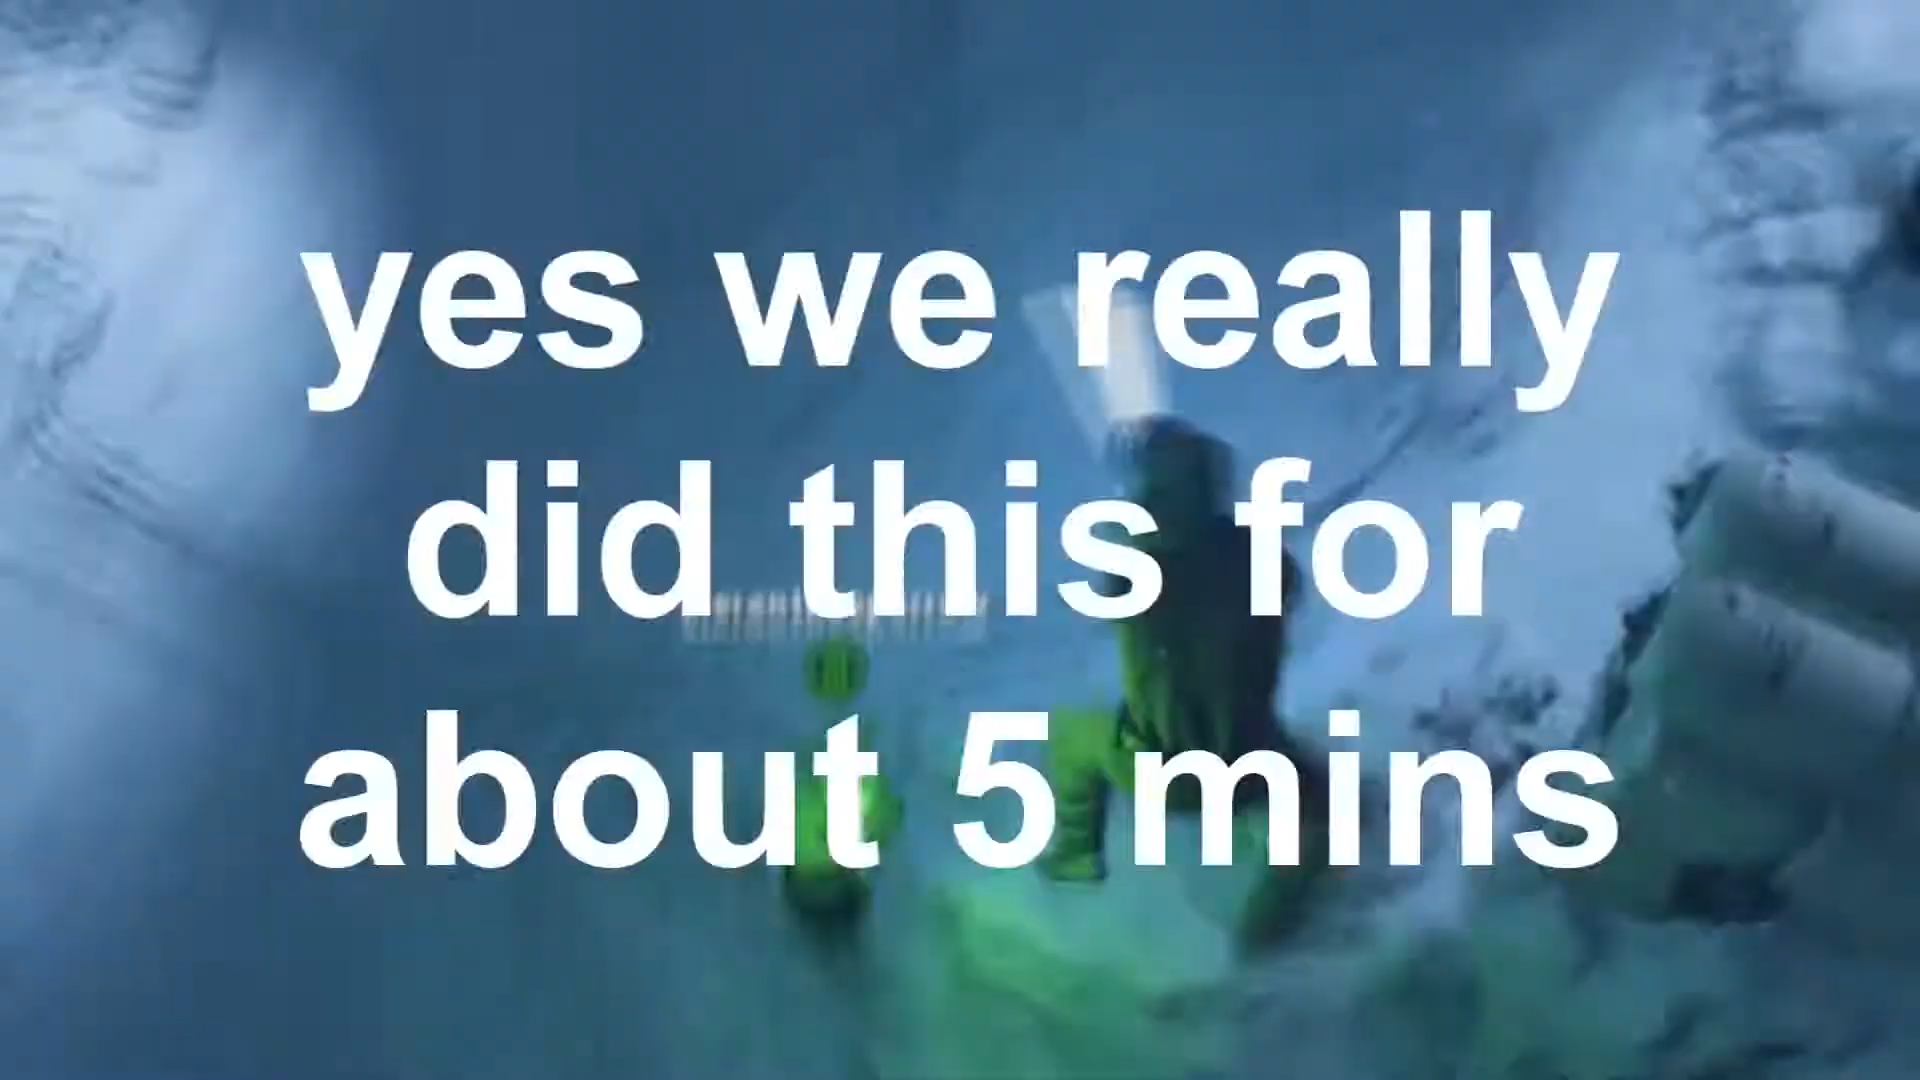 yes we really
did this for
about 5 mins